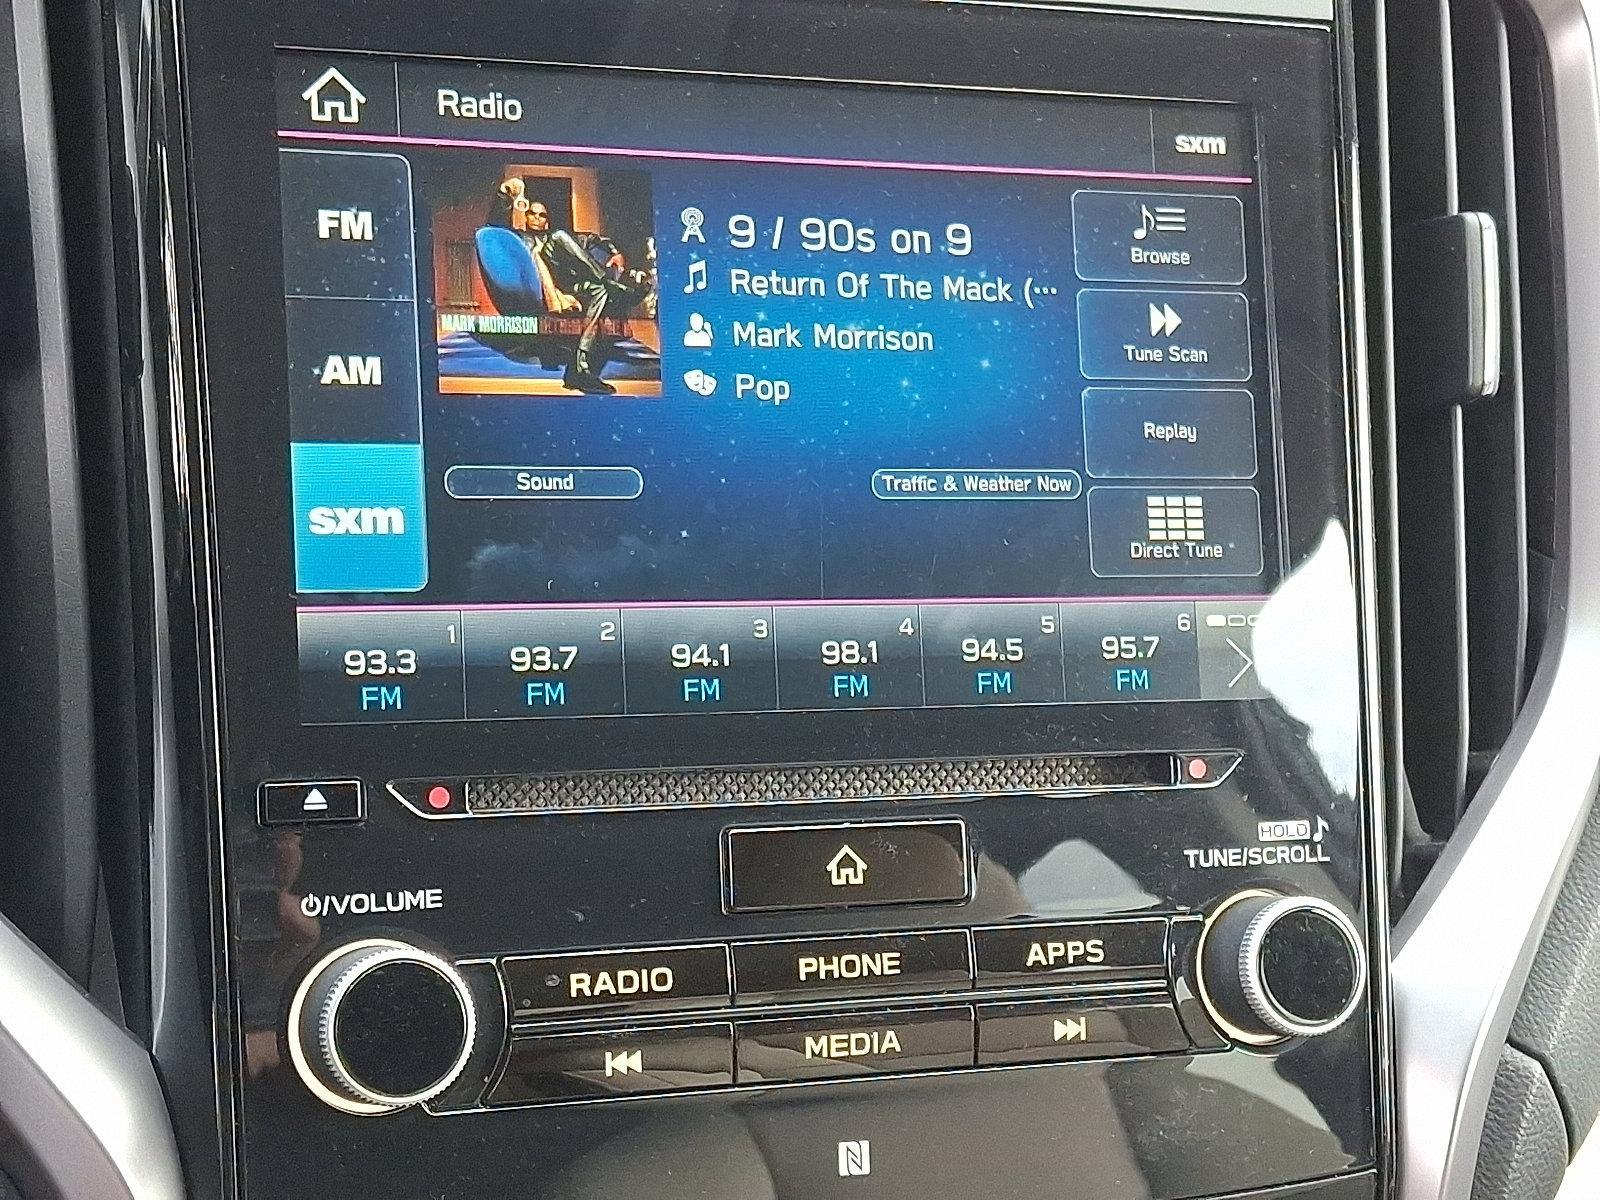 Radio
sxm
FM
AM
sxm
MARK MORRISON
9 / 90s on 9
Return Of The Mack (...
Mark Morrison
Pop
Sound
Traffic & Weather Now
Browse
Tune Scan
Replay
Direct Tune
1
93.3
FM
2
93.7
FM
3
94.1
FM
4
98.1
FM
5
94.5
FM
6
95.7
FM
/VOLUME
HOLD
TUNE/SCROLL
RADIO
PHONE
APPS
MEDIA
N